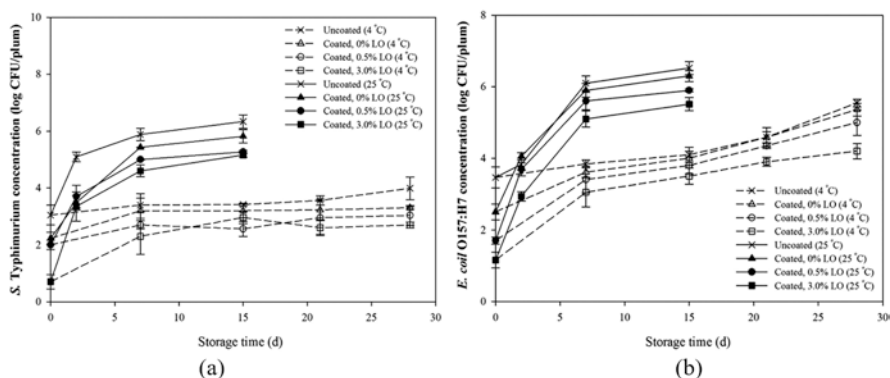 S. Typhimurium concentration (log CFU/plum)
10
8
6
4
2
0
Uncoated (4 °C)
Coated, 0% LO (4 °C)
Coated, 0.5% LO (4 °C)
Coated, 3.0% LO (4 °C)
Uncoated (25 °C)
Coated, 0% LO (25 °C)
Coated, 0.5% LO (25 °C)
Coated, 3.0% LO (25 °C)
0 5 10 15 20 25 30
Storage time (d)
(a)
E. coil O157:H7 concentration (log CFU/plum)
8
6
4
2
0
Uncoated (4 °C)
Coated, 0% LO (4 °C)
Coated, 0.5% LO (4 °C)
Coated, 3.0% LO (4 °C)
Uncoated (25 °C)
Coated, 0% LO (25 °C)
Coated, 0.5% LO (25 °C)
Coated, 3.0% LO (25 °C)
0 5 10 15 20 25 30
Storage time (d)
(b)